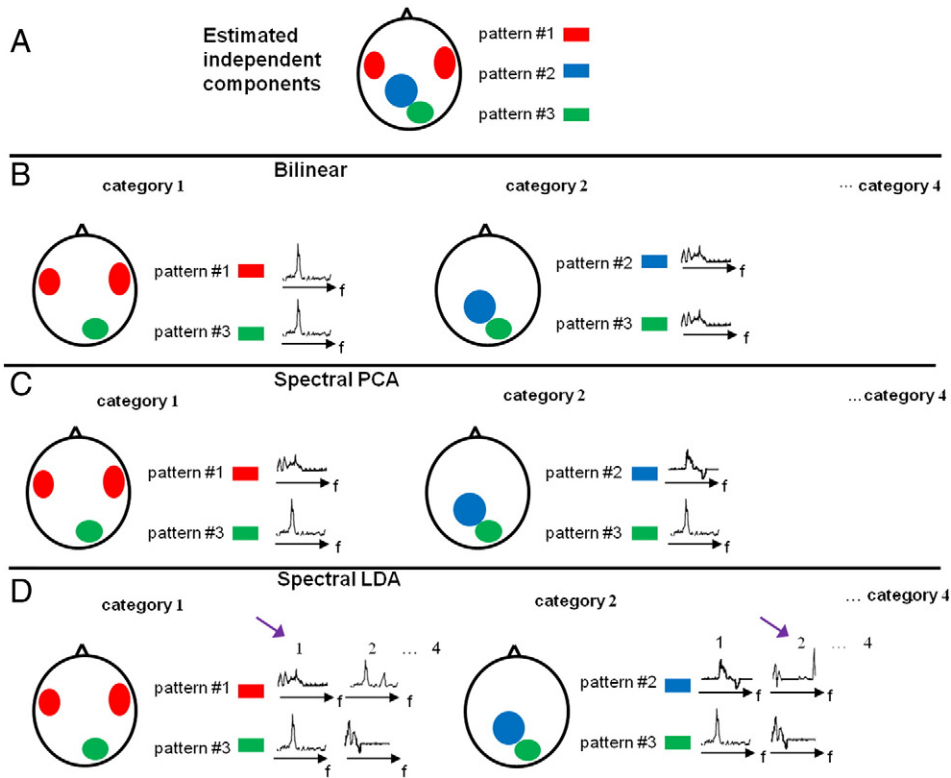 A
Estimated
independent
components
pattern #1
pattern #2
pattern #3
B
Bilinear
category 1
category 2
... category 4
pattern #1
f
pattern #3
f
pattern #2
f
pattern #3
f
C
Spectral PCA
category 1
category 2
... category 4
pattern #1
f
pattern #3
f
pattern #2
f
pattern #3
f
D
Spectral LDA
category 1
category 2
... category 4
1 2 ... 4
pattern #1
f f
pattern #3
f f
1 2 ... 4
pattern #2
f f
pattern #3
f f